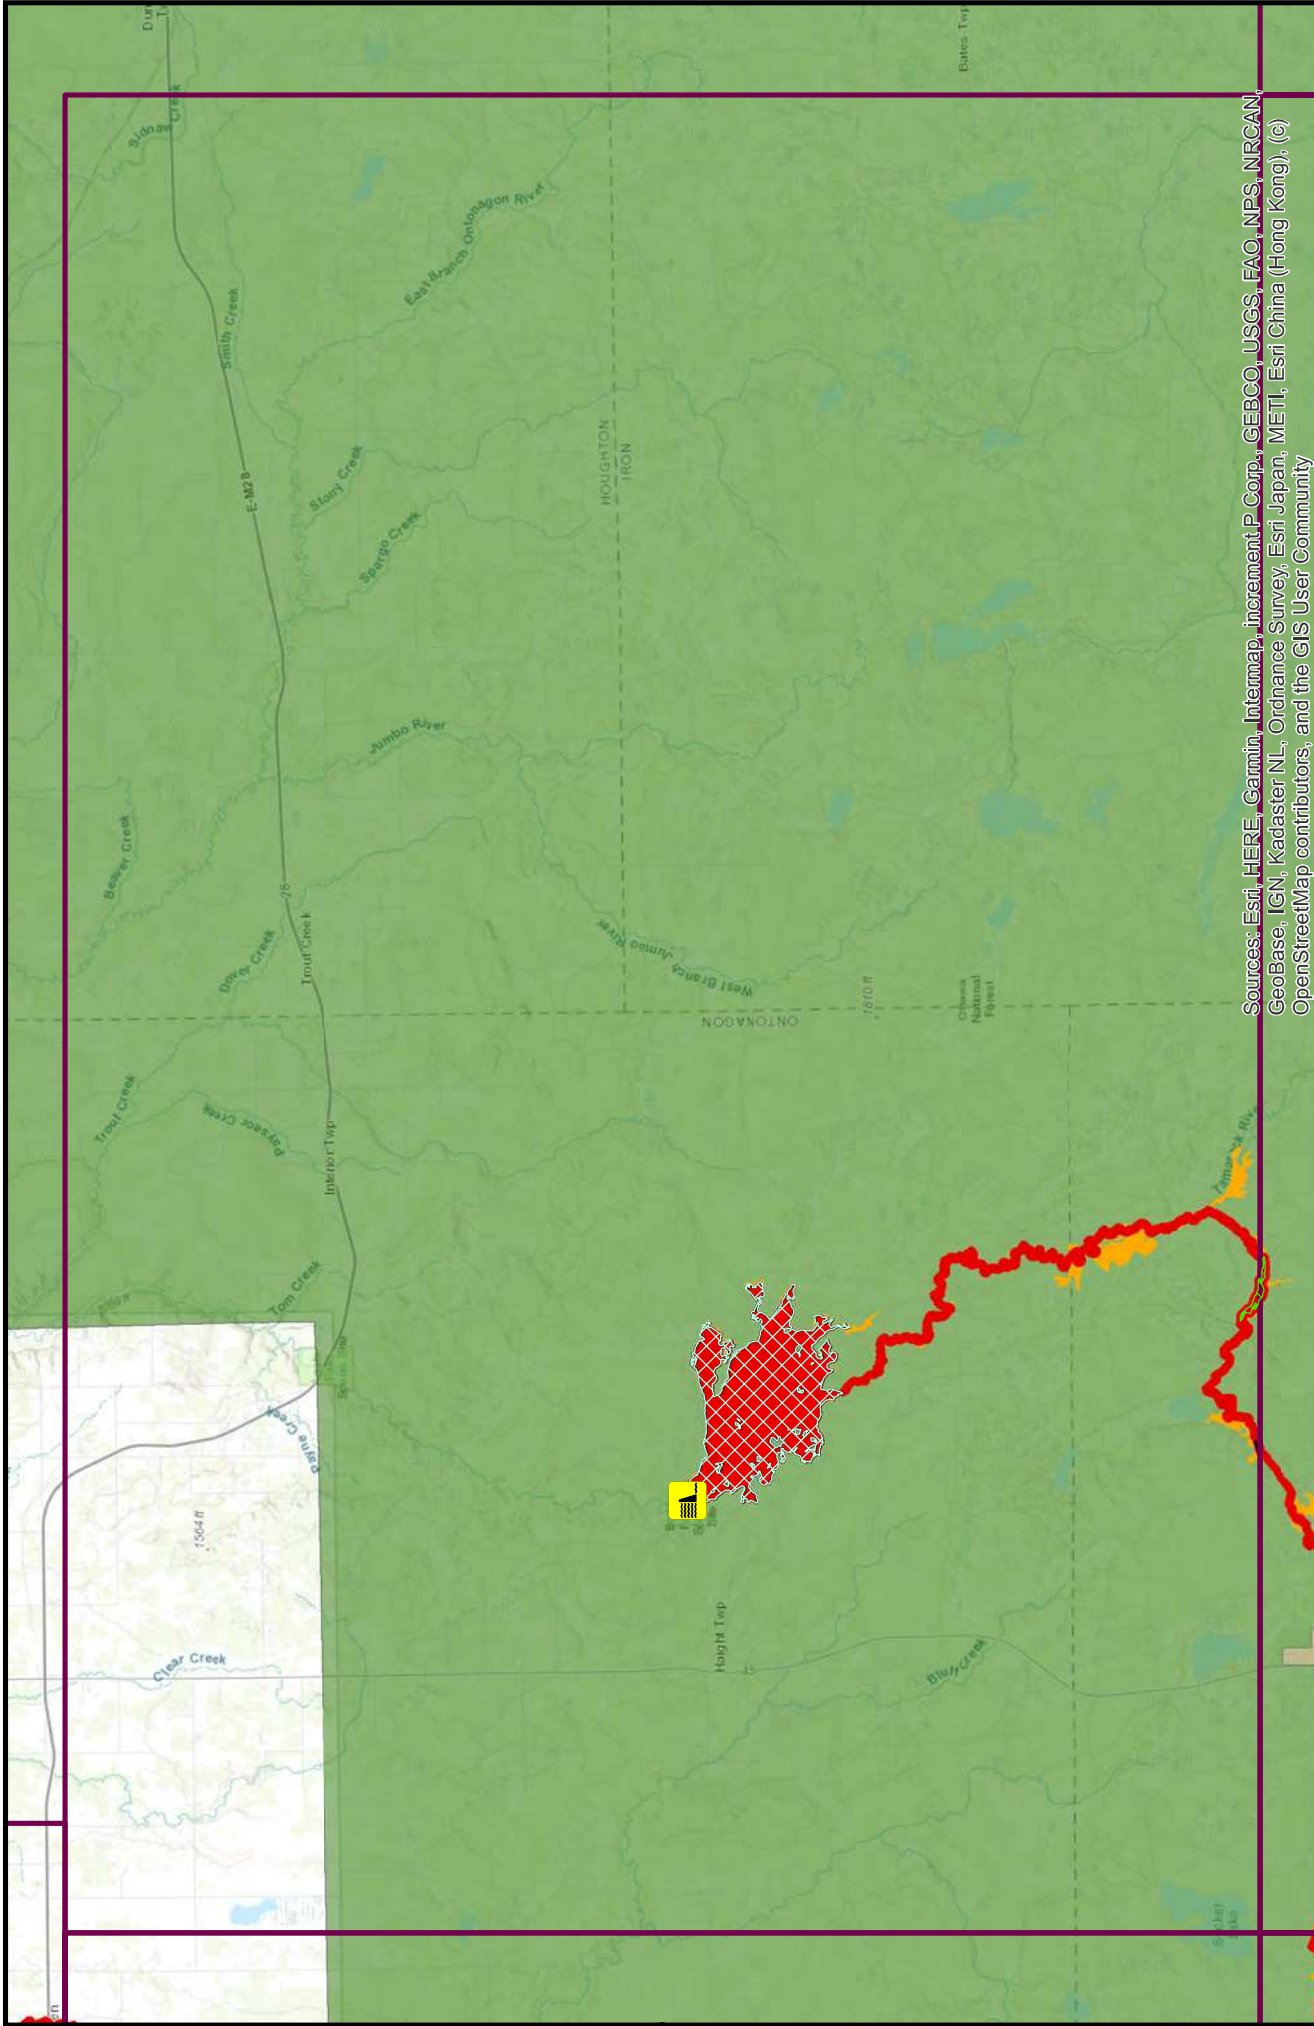 Sidnaw Creek
Bates Twp
East Branch Ontonagon River
Smith Creek
E-M28
Stony Creek
Spargo Creek
HOUGHTON
IRON
Jumbo River
Beaver Creek
28
Dover Creek
Trout Creek
West Branch Jumbo River
ONTONAGON
1810 ft
Ottawa
National
Forest
Trout Creek
Paysoor Creek
Interior Twp
Tom Creek
Payne Creek
1564 ft
Clear Creek
Haight Twp
45
Bluff Creek
Sources: Esri, HERE, Garmin, Intermap, increment P Corp., GEBCO, USGS, FAO, NPS, NRCAN,
GeoBase, IGN, Kadaster NL, Ordnance Survey, Esri Japan, METI, Esri China (Hong Kong), (c)
OpenStreetMap contributors, and the GIS User Community